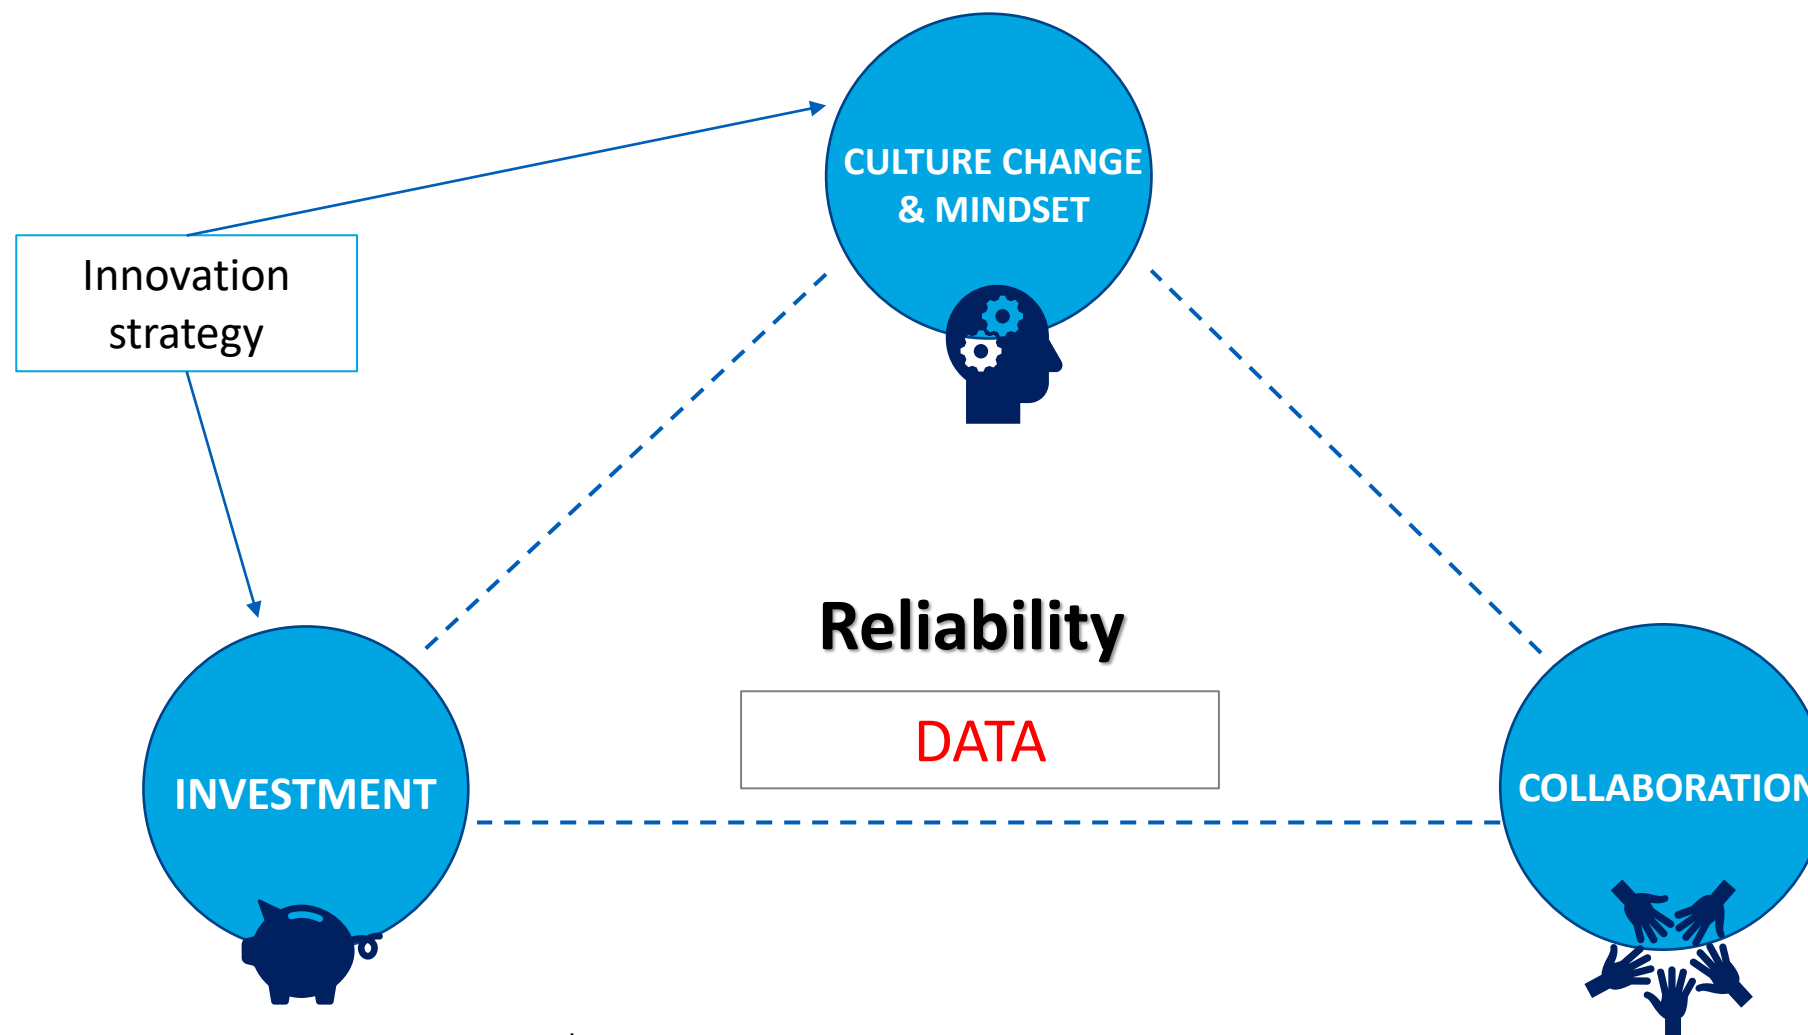 CULTURE CHANGE
& MINDSET
Innovation
strategy
Reliability
DATA
INVESTMENT
COLLABORATION